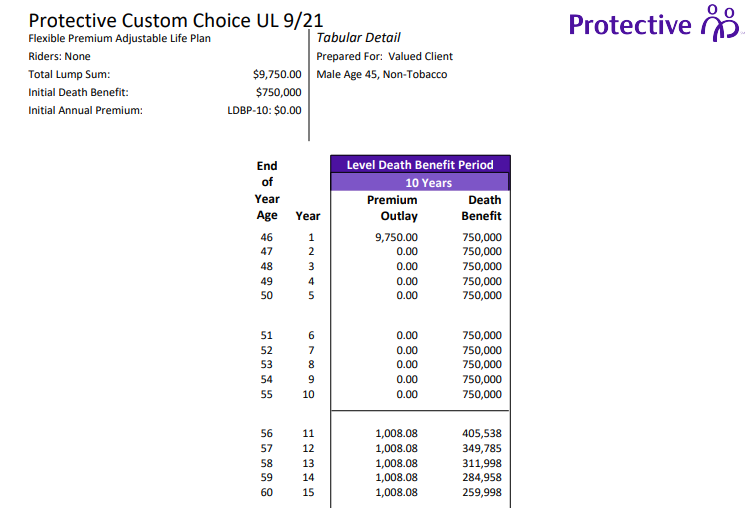 Protective Custom Choice UL 9/21
Flexible Premium Adjustable Life Plan
Riders: None
Total Lump Sum: $9,750.00
Initial Death Benefit: $750,000
Initial Annual Premium: LDBP-10: $0.00
Tabular Detail
Prepared For: Valued Client
Male Age 45, Non-Tobacco
Protective
End of Year Age Year
Level Death Benefit Period
10 Years
Premium Outlay Death Benefit
46 1 9,750.00 750,000
47 2 0.00 750,000
48 3 0.00 750,000
49 4 0.00 750,000
50 5 0.00 750,000
51 6 0.00 750,000
52 7 0.00 750,000
53 8 0.00 750,000
54 9 0.00 750,000
55 10 0.00 750,000
56 11 1,008.08 405,538
57 12 1,008.08 349,785
58 13 1,008.08 311,998
59 14 1,008.08 284,958
60 15 1,008.08 259,998